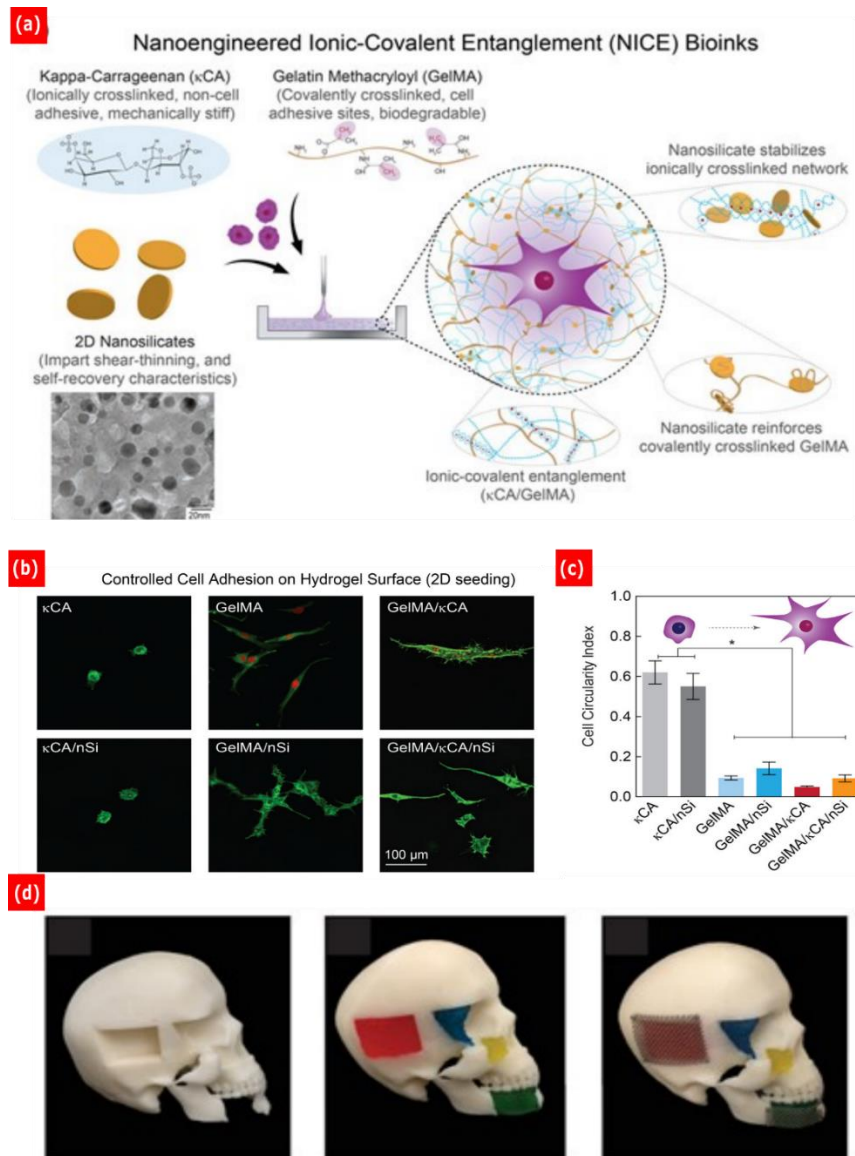 (a)
Nanoengineered Ionic-Covalent Entanglement (NICE) Bioinks
Kappa-Carrageenan (κCA)
(Ionically crosslinked, non-cell
adhesive, mechanically stiff)
Gelatin Methacryloyl (GelMA)
(Covalently crosslinked, cell
adhesive sites, biodegradable)
Nanosilicate stabilizes
ionically crosslinked network
2D Nanosilicates
(Impart shear-thinning, and
self-recovery characteristics)
20nm
Nanosilicate reinforces
covalently crosslinked GelMA
Ionic-covalent entanglement
(κCA/GelMA)
(b)
Controlled Cell Adhesion on Hydrogel Surface (2D seeding)
κCA
GelMA
GelMA/κCA
κCA/nSi
GelMA/nSi
GelMA/κCA/nSi
100 µm
(c)
Cell Circularity Index
1.0
0.8
0.6
0.4
0.2
0.0
*
κCA
κCA/nSi
GelMA
GelMA/nSi
GelMA/κCA
GelMA/κCA/nSi
(d)